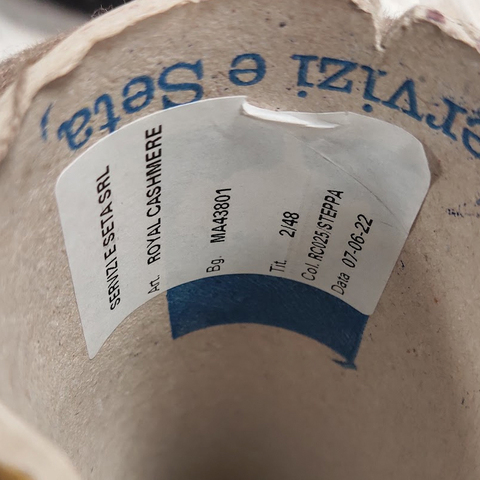 Servizi e Seta,
SERVIZI E SETA SRL
Art. ROYAL CASHMERE
Bg. MA43801
Tit. 2/48
Col. RC025/STEPPA
Data 07-06-22